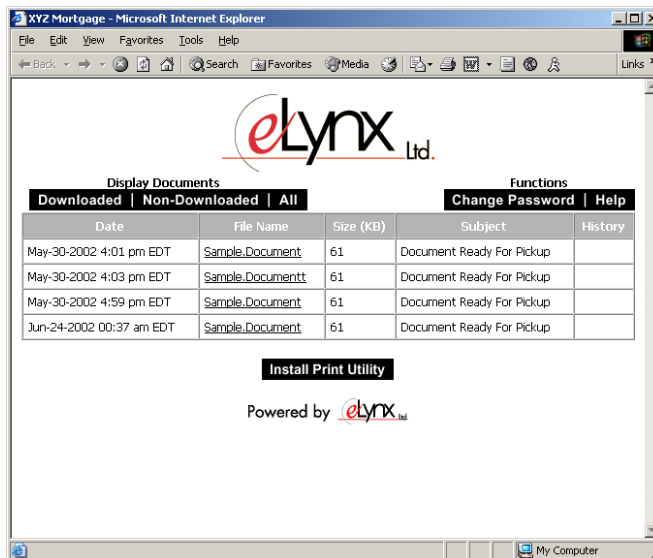 XYZ Mortgage - Microsoft Internet Explorer
File Edit View Favorites Tools Help
Back Search Favorites Media Links
eLynx Ltd.
Display Documents Functions
Downloaded | Non-Downloaded | All Change Password | Help
Date File Name Size (KB) Subject History
May-30-2002 4:01 pm EDT Sample.Document 61 Document Ready For Pickup
May-30-2002 4:03 pm EDT Sample.Documentt 61 Document Ready For Pickup
May-30-2002 4:59 pm EDT Sample.Document 61 Document Ready For Pickup
Jun-24-2002 00:37 am EDT Sample.Document 61 Document Ready For Pickup
Install Print Utility
Powered by eLynx Ltd.
My Computer